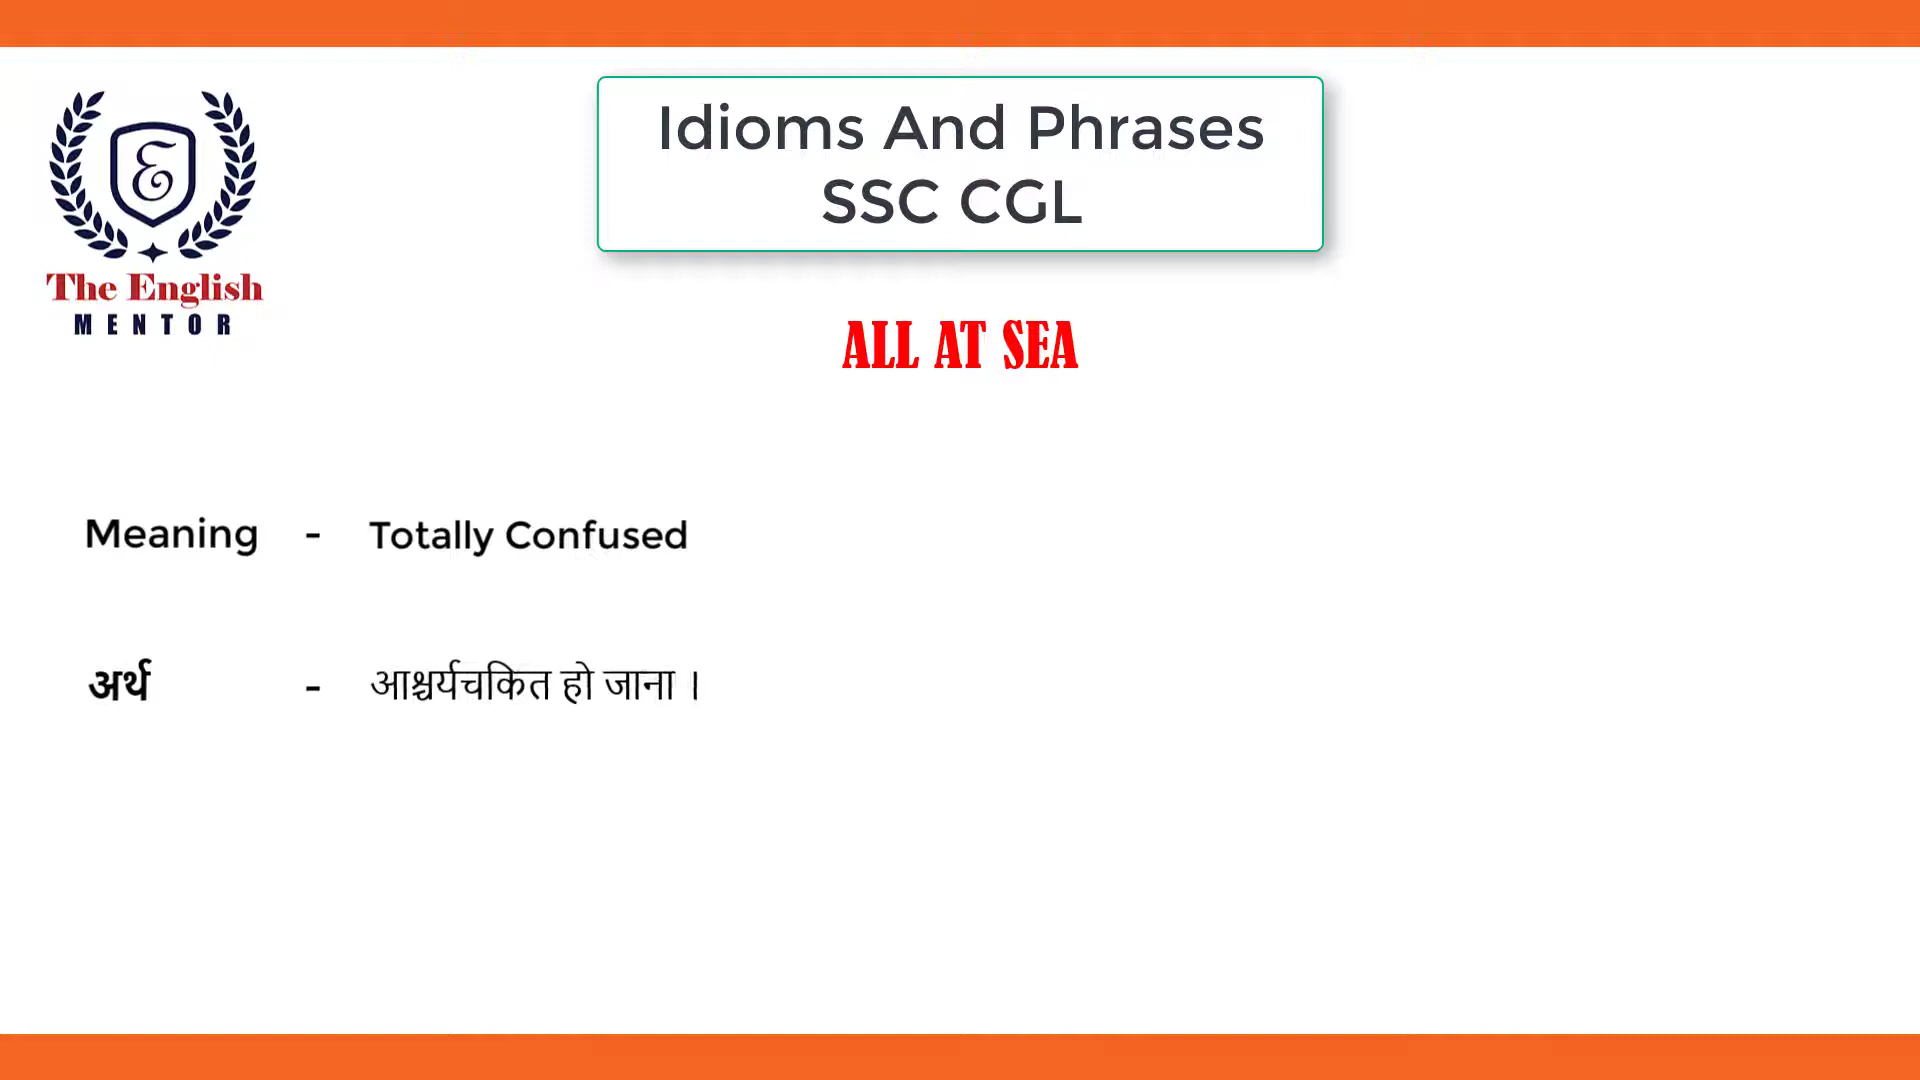 Idioms And Phrases
SSC CGL
E
The English
MENTOR
ALL AT SEA
Meaning - Totally Confused
अर्थ - आश्चर्यचकित हो जाना ।